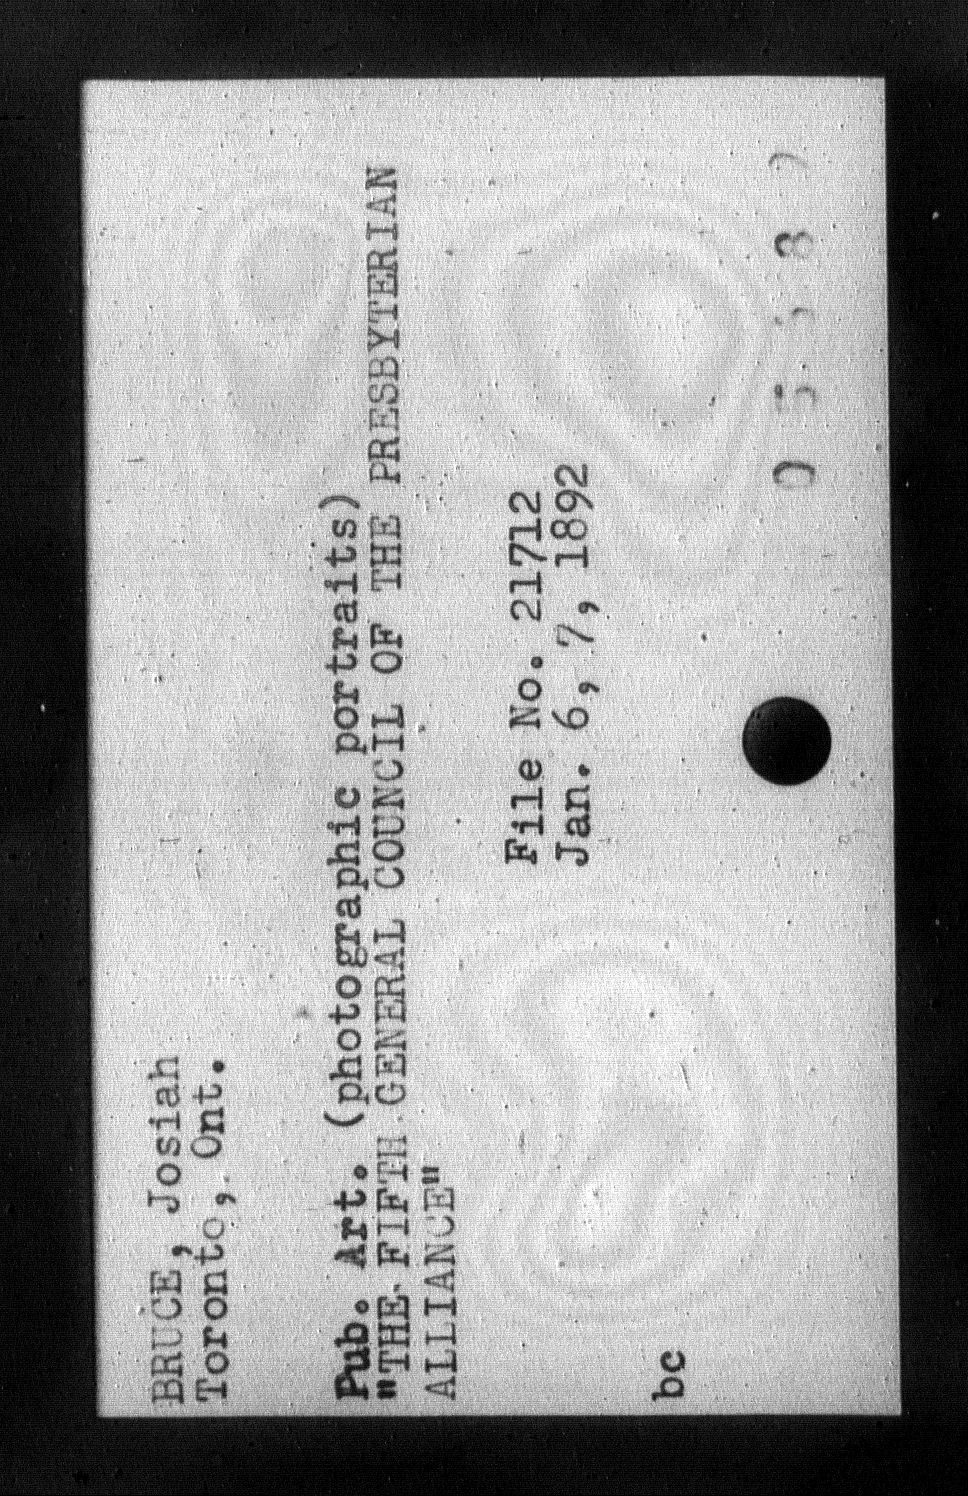 BRUCE, Josiah
Toronto, Ont.
Pub. Art. (photographic portraits)
"THE FIFTH GENERAL COUNCIL OF THE PRESBYTERIAN
ALLIANCE"
File No. 21712
Jan. 6, 7, 1892
bc